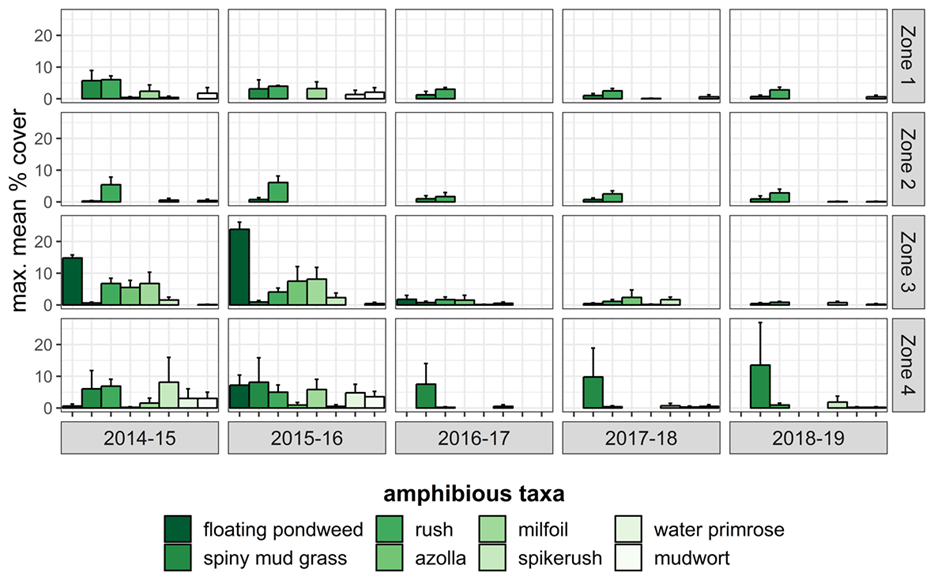 20
10
0
Zone 1
20
10
0
Zone 2
max. mean % cover
20
10
0
Zone 3
20
10
0
Zone 4
2014-15 2015-16 2016-17 2017-18 2018-19
amphibious taxa
floating pondweed rush milfoil water primrose
spiny mud grass azolla spikerush mudwort